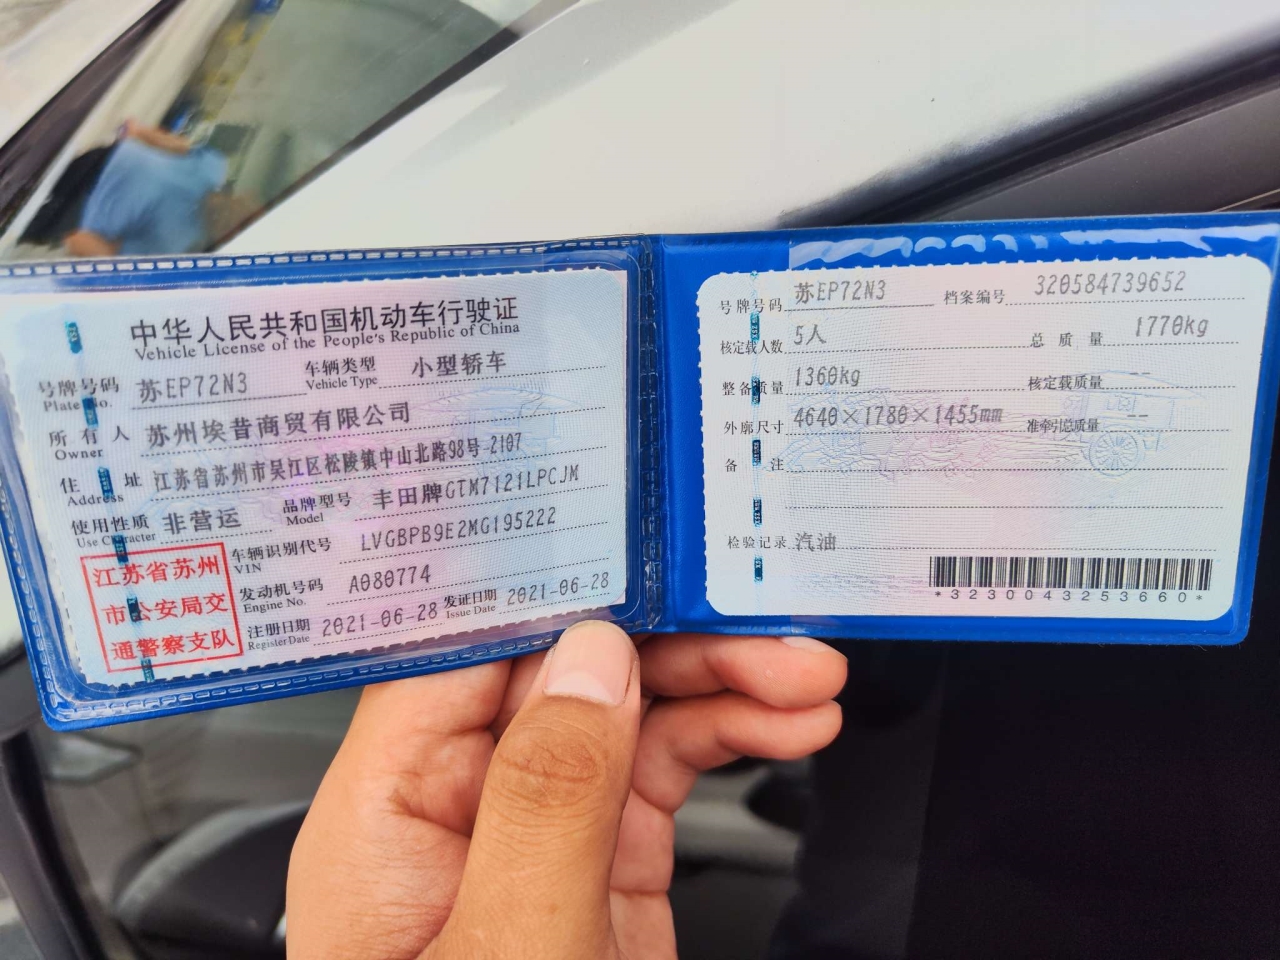 中华人民共和国机动车行驶证
Vehicle License of the People's Republic of China
号牌号码 苏EP72N3 车辆类型 小型轿车
Plate No. Vehicle Type
所有人 苏州埃昔商贸有限公司
Owner
住址 江苏省苏州市吴江区松陵镇中山北路98号-2107
Address
使用性质 非营运 品牌型号 丰田牌GTM7121LPCJM
Use Character Model
江苏省苏州
市公安局交
通警察支队
车辆识别代号 LVGBPB9E2MG195222
VIN
发动机号码 A080774
Engine No.
注册日期 2021-06-28 发证日期 2021-06-28
Register Date Issue Date
号牌号码 苏EP72N3 档案编号 320584739652
核定载人数 5人 总质量 1770kg
整备质量 1360kg 核定载质量 --
外廓尺寸 4640×1780×1455mm 准牵引总质量 --
备注
检验记录 汽油
*3230043253660*